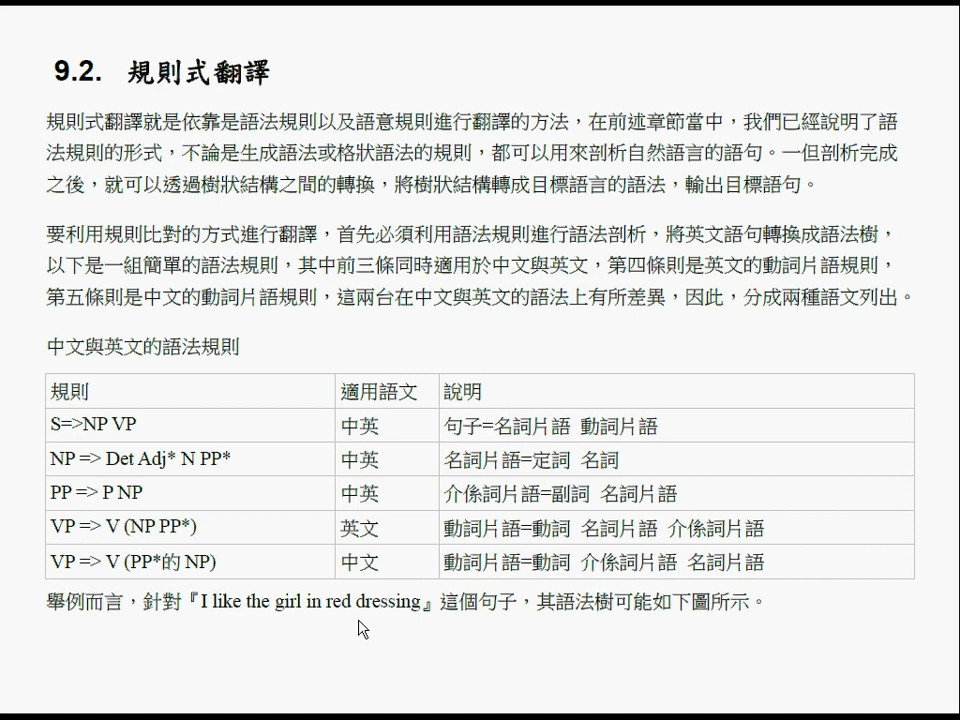 9.2. 規則式翻譯
規則式翻譯就是依靠是語法規則以及語意規則進行翻譯的方法，在前述章節當中，我們已經說明了語
法規則的形式，不論是生成語法或格狀語法的規則，都可以用來剖析自然語言的語句。一但剖析完成
之後，就可以透過樹狀結構之間的轉換，將樹狀結構轉成目標語言的語法，輸出目標語句。
要利用規則比對的方式進行翻譯，首先必須利用語法規則進行語法剖析，將英文語句轉換成語法樹，
以下是一組簡單的語法規則，其中前三條同時適用於中文與英文，第四條則是英文的動詞片語規則，
第五條則是中文的動詞片語規則，這兩台在中文與英文的語法上有所差異，因此，分成兩種語文列出。
中文與英文的語法規則
規則 適用語文 說明
S=>NP VP 中英 句子=名詞片語 動詞片語
NP => Det Adj* N PP* 中英 名詞片語=定詞 名詞
PP => P NP 中英 介係詞片語=副詞 名詞片語
VP => V (NP PP*) 英文 動詞片語=動詞 名詞片語 介係詞片語
VP => V (PP*的 NP) 中文 動詞片語=動詞 介係詞片語 名詞片語
舉例而言，針對『I like the girl in red dressing』這個句子，其語法樹可能如下圖所示。